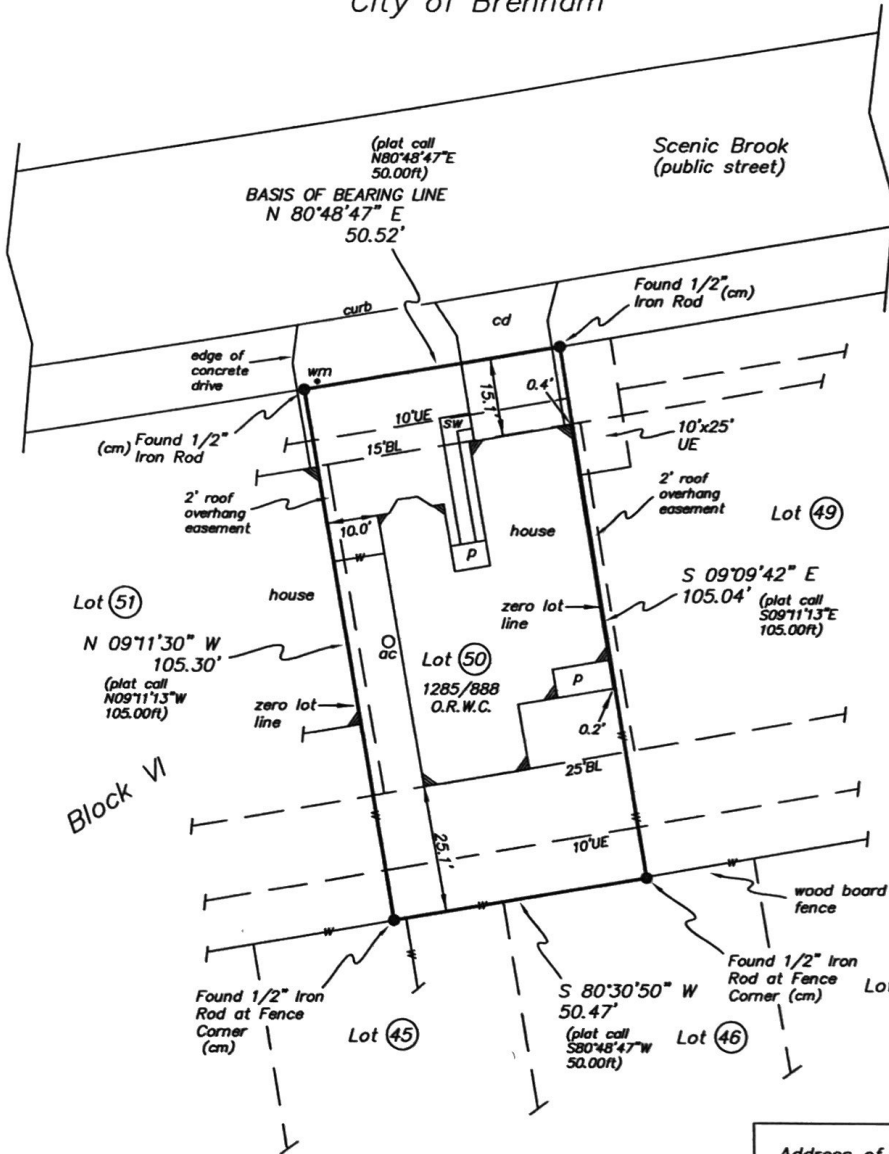 City of Brenham
(plat call
N80°48'47"E
50.00ft)
BASIS OF BEARING LINE
N 80°48'47" E
50.52'
Scenic Brook
(public street)
Found 1/2"
Iron Rod
(cm)
curb
cd
edge of
concrete
drive
wm
15.1'
0.4'
10'UE
sw
15'BL
10'x25'
UE
(cm) Found 1/2"
Iron Rod
2' roof
overhang
easement
2' roof
overhang
easement
Lot 49
10.0'
house
w
p
house
S 09°09'42" E
105.04'
(plat call
S09°11'13"E
105.00ft)
Lot 51
zero lot
line
N 09°11'30" W
105.30'
(plat call
N09°11'13"W
105.00ft)
ac
Lot 50
1285/888
O.R.W.C.
p
zero lot
line
0.2'
w
25'BL
Block VI
w
w
25.1'
10'UE
w
wood board
fence
w
w
w
Found 1/2" Iron
Rod at Fence
Corner
(cm)
Found 1/2" Iron
Rod at Fence
Corner (cm)
S 80°30'50" W
50.47'
(plat call
S80°48'47"W
50.00ft)
Lot 45
Lot 46
Lot
Address of